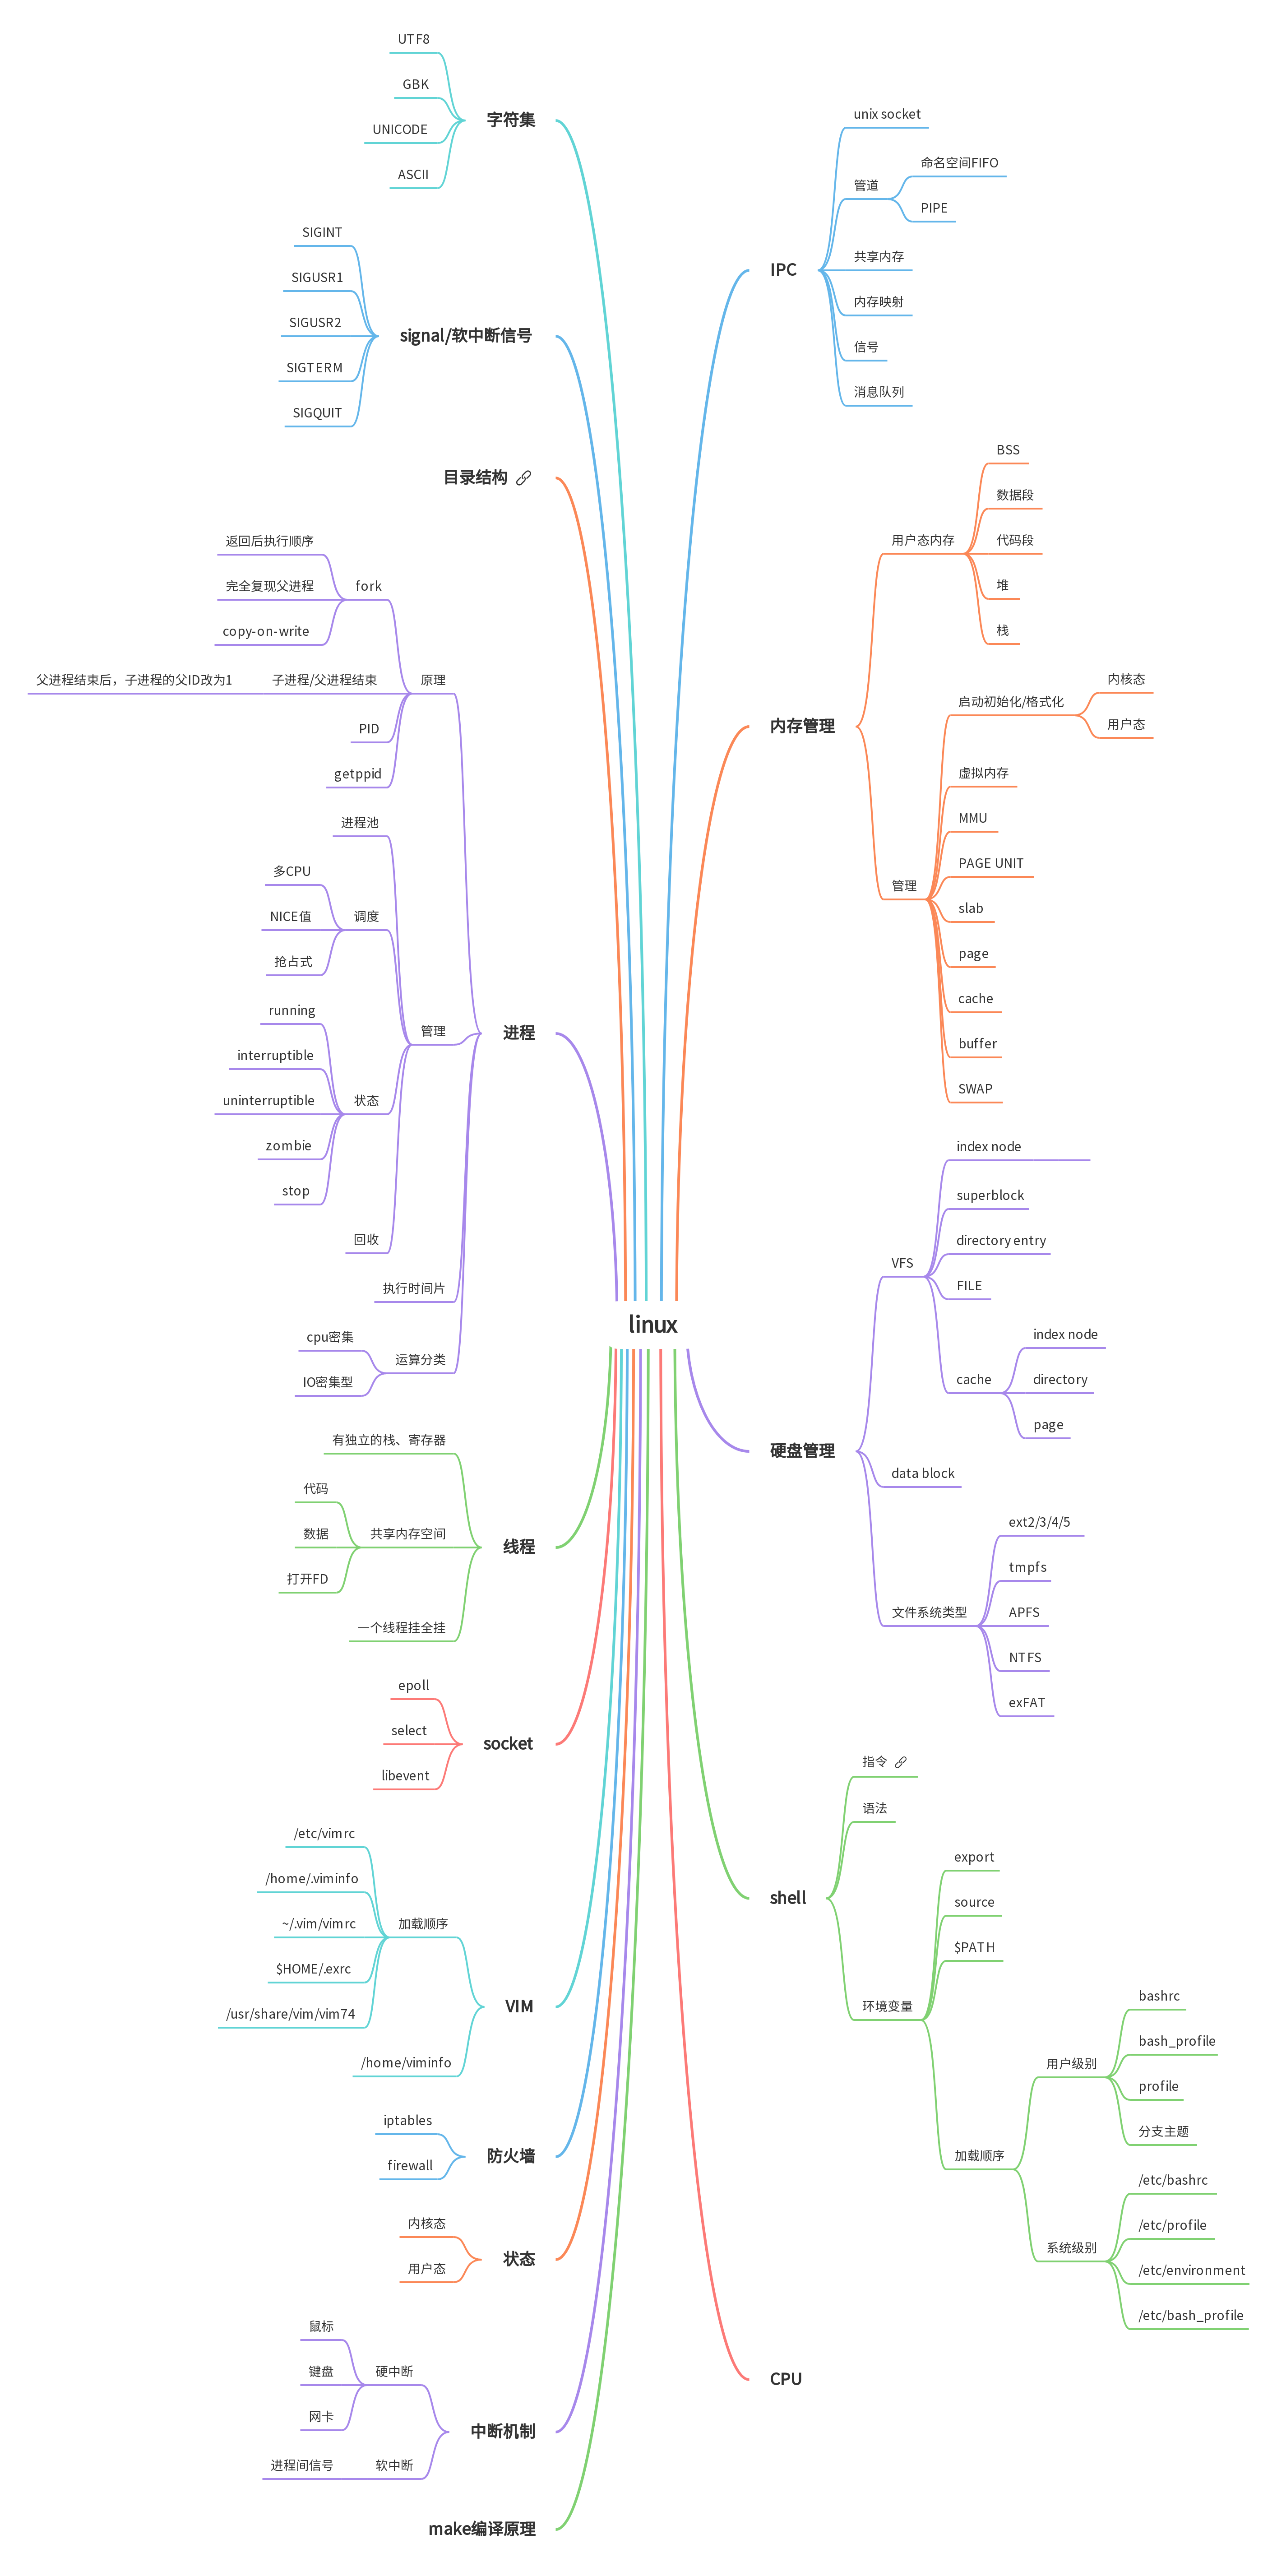 linux
IPC
unix socket
管道
命名空间FIFO
PIPE
共享内存
内存映射
信号
消息队列
内存管理
用户态内存
BSS
数据段
代码段
堆
栈
管理
启动初始化/格式化
内核态
用户态
虚拟内存
MMU
PAGE UNIT
slab
page
cache
buffer
SWAP
硬盘管理
VFS
index node
superblock
directory entry
FILE
cache
index node
directory
page
data block
文件系统类型
ext2/3/4/5
tmpfs
APFS
NTFS
exFAT
shell
指令
语法
环境变量
export
source
$PATH
加载顺序
用户级别
bashrc
bash_profile
profile
分支主题
系统级别
/etc/bashrc
/etc/profile
/etc/environment
/etc/bash_profile
CPU
字符集
UTF8
GBK
UNICODE
ASCII
signal/软中断信号
SIGINT
SIGUSR1
SIGUSR2
SIGTERM
SIGQUIT
目录结构
进程
原理
fork
返回后执行顺序
完全复现父进程
copy-on-write
子进程/父进程结束
父进程结束后，子进程的父ID改为1
PID
getppid
管理
进程池
调度
多CPU
NICE值
抢占式
状态
running
interruptible
uninterruptible
zombie
stop
回收
执行时间片
运算分类
cpu密集
IO密集型
线程
有独立的栈、寄存器
共享内存空间
代码
数据
打开FD
一个线程挂全挂
socket
epoll
select
libevent
VIM
加载顺序
/etc/vimrc
/home/.viminfo
~/.vim/vimrc
$HOME/.exrc
/usr/share/vim/vim74
/home/viminfo
防火墙
iptables
firewall
状态
内核态
用户态
中断机制
硬中断
鼠标
键盘
网卡
软中断
进程间信号
make编译原理